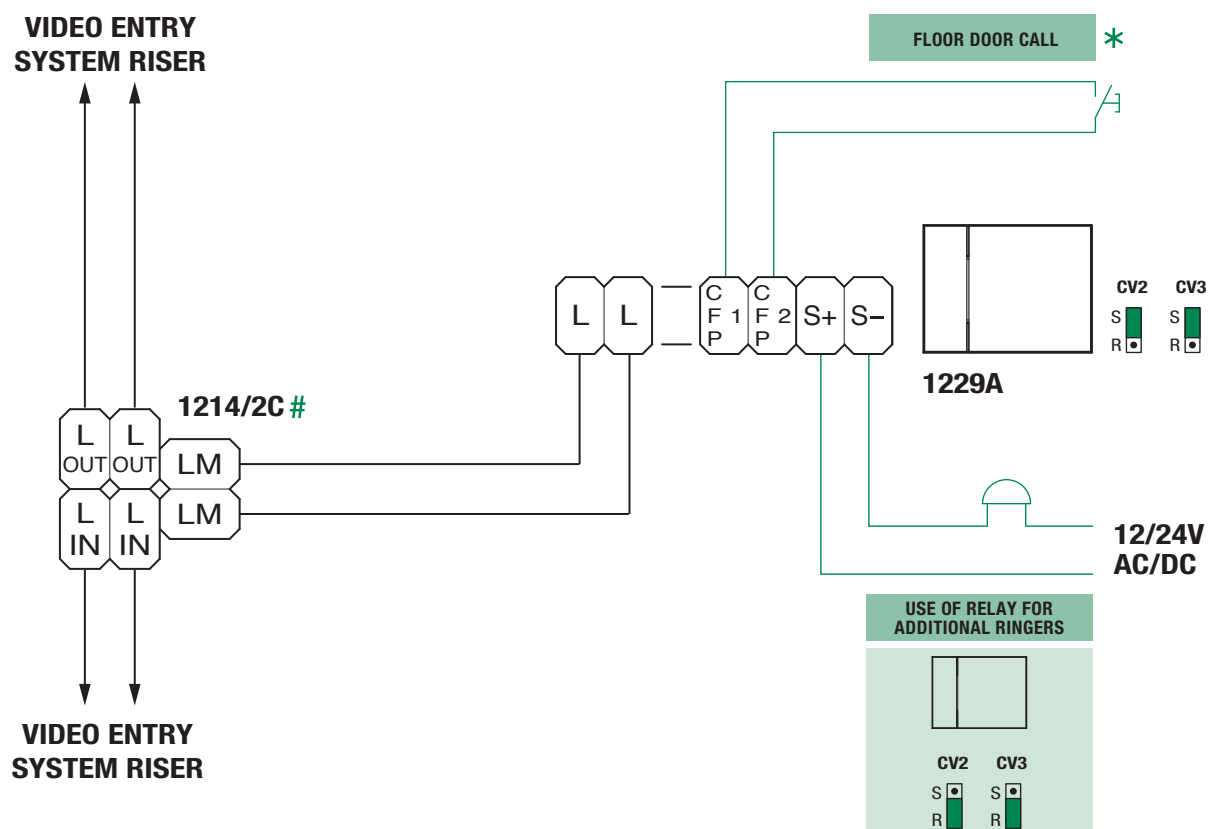 VIDEO ENTRY
SYSTEM RISER
FLOOR DOOR CALL *
L L C F P 1 C F P 2 S+ S–
CV2 CV3
S S
R R
1229A
1214/2C #
L OUT L OUT LM
L IN L IN LM
12/24V
AC/DC
USE OF RELAY FOR
ADDITIONAL RINGERS
VIDEO ENTRY
SYSTEM RISER
CV2 CV3
S S
R R